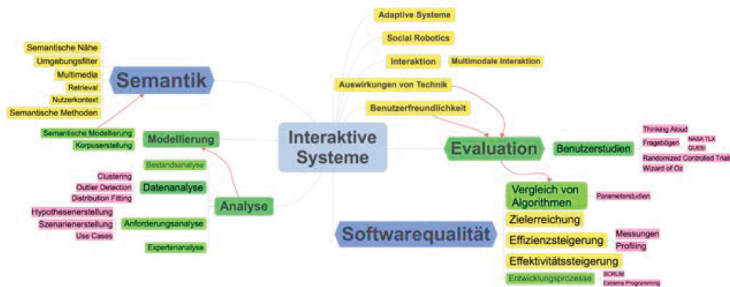 Adaptive Systeme
Social Robotics
Interaktion
Multimodale Interaktion
Auswirkungen von Technik
Benutzerfreundlichkeit
Semantische Nähe
Umgebungsfilter
Multimedia
Retrieval
Nutzerkontext
Semantische Methoden
Semantik
Semantische Modellierung
Korpuserstellung
Modellierung
Interaktive
Systeme
Evaluation
Benutzerstudien
Thinking Aloud
Fragebögen
NASA TLX
QUESI
Randomized Controlled Trials
Wizard of Oz
Bestandsanalyse
Clustering
Outlier Detection
Distribution Fitting
Datenanalyse
Analyse
Hypothesenerstellung
Szenarienerstellung
Use Cases
Anforderungsanalyse
Expertenanalyse
Vergleich von
Algorithmen
Parameterstudien
Softwarequalität
Zielerreichung
Effizienzsteigerung
Messungen
Profiling
Effektivitätssteigerung
Entwicklungsprozesse
SCRUM
Extreme Programming